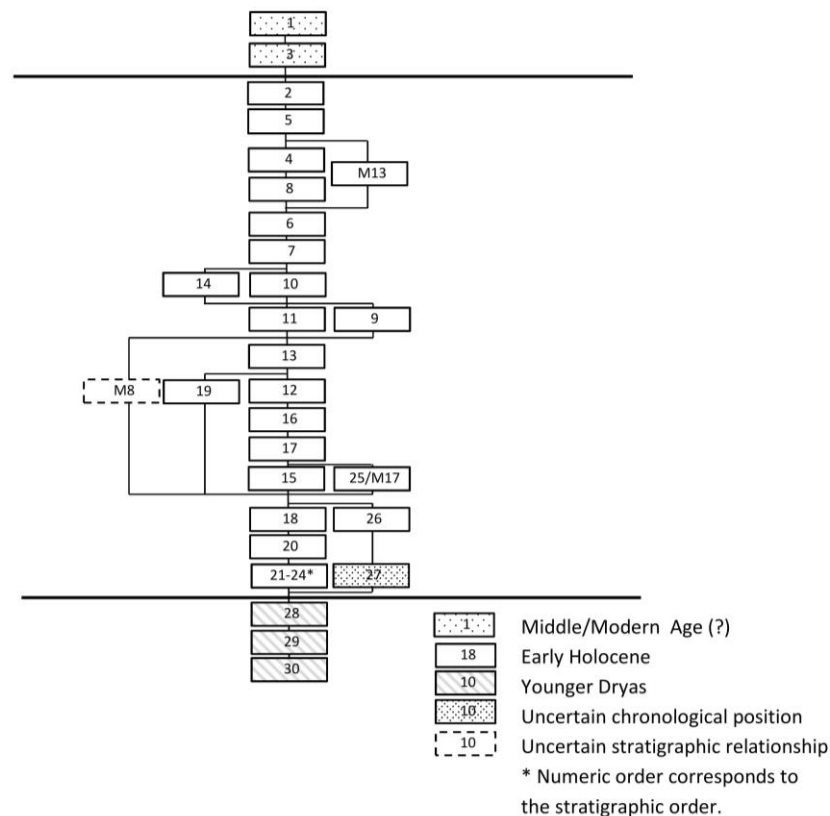 1
3
2
5
4
M13
8
6
7
14
10
11
9
13
M8
19
12
16
17
15
25/M17
18
26
20
21-24*
27
28
29
30
1 Middle/Modern Age (?)
18 Early Holocene
10 Younger Dryas
10 Uncertain chronological position
10 Uncertain stratigraphic relationship
* Numeric order corresponds to
the stratigraphic order.